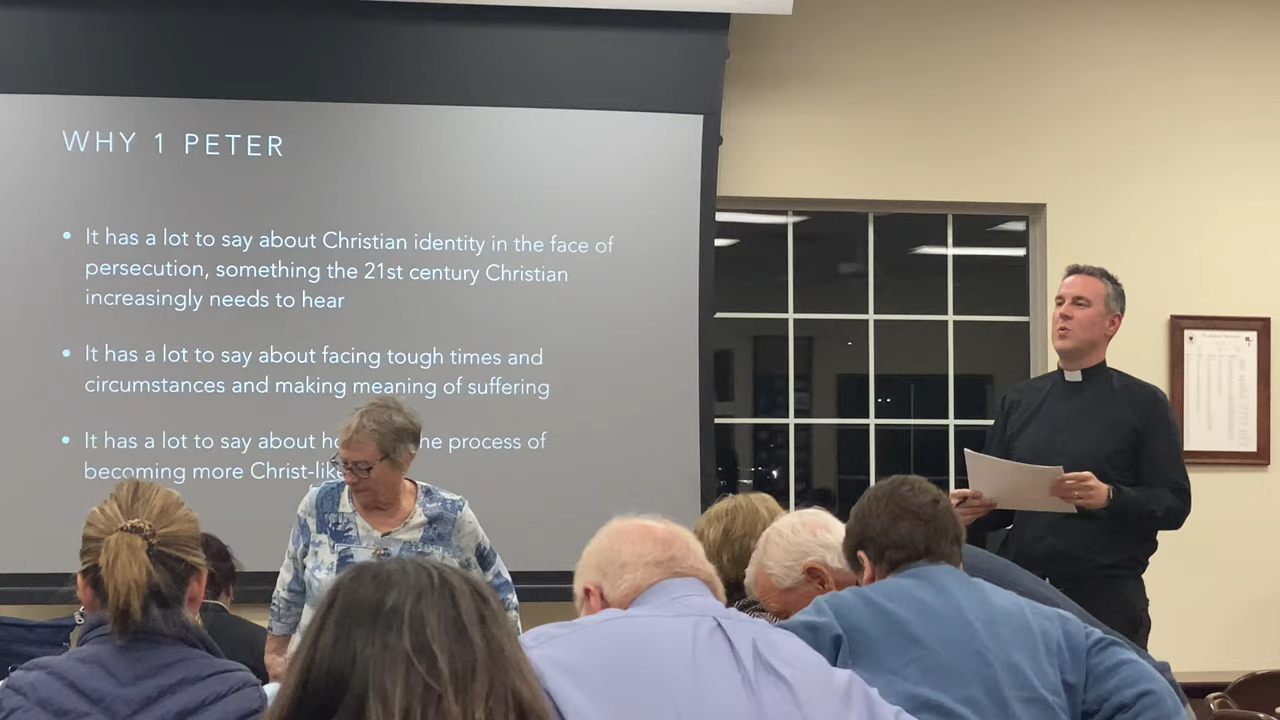 WHY 1 PETER
• It has a lot to say about Christian identity in the face of
persecution, something the 21st century Christian
increasingly needs to hear
• It has a lot to say about facing tough times and
circumstances and making meaning of suffering
• It has a lot to say about the process of
becoming more Christ-like